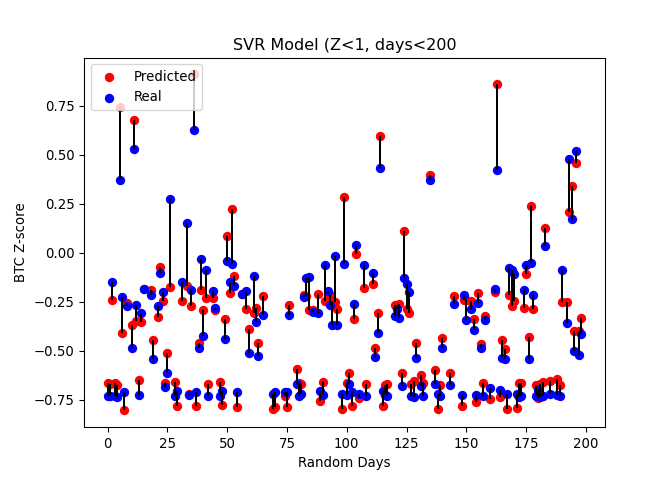 SVR Model (Z<1, days<200
Predicted
Real
BTC Z-score
0.75
0.50
0.25
0.00
−0.25
−0.50
−0.75
0 25 50 75 100 125 150 175 200
Random Days